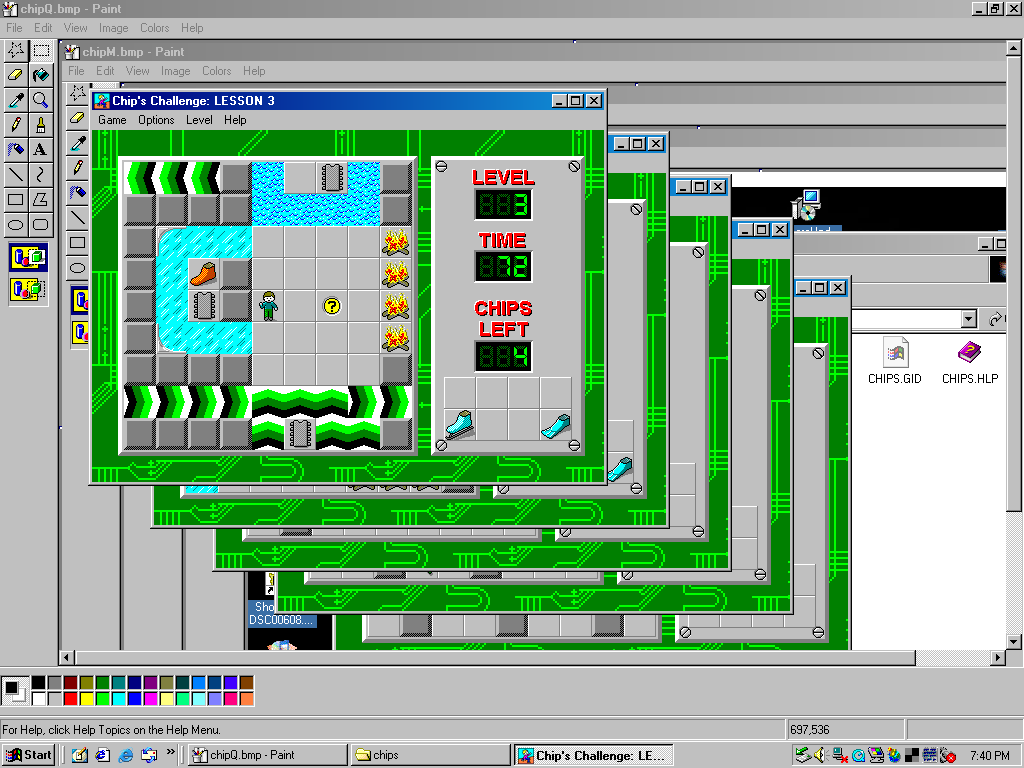 chipQ.bmp - Paint
File Edit View Image Colors Help
chipM.bmp - Paint
File Edit View Image Colors Help
Chip's Challenge: LESSON 3
Game Options Level Help
LEVEL
3
TIME
72
CHIPS
LEFT
4
?
A
CHIPS.GID
CHIPS.HLP
Sho
DSC00608....
For Help, click Help Topics on the Help Menu.
697,536
Start
»
chipQ.bmp - Paint
chips
Chip's Challenge: LE...
7:40 PM